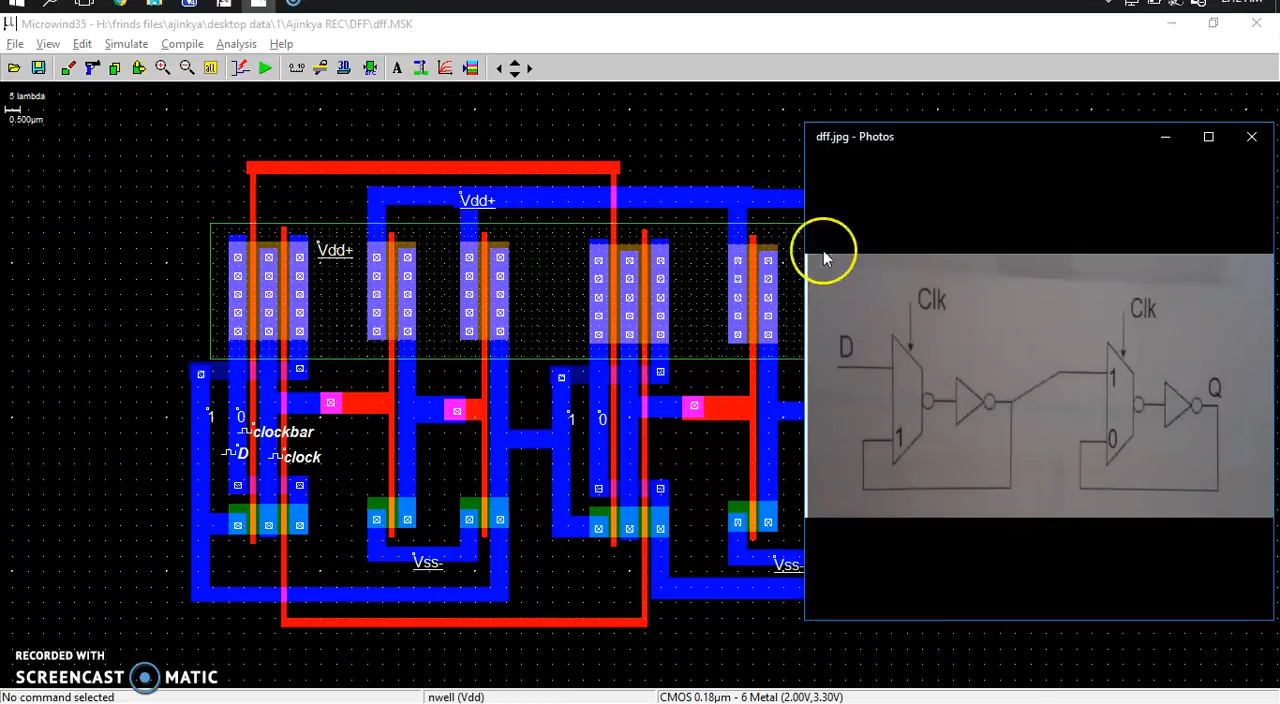 Microwind35 - H:\frinds files\ajinkya\desktop data\1\Ajinkya REC\DFF\dff.MSK
File View Edit Simulate Compile Analysis Help
5 lambda
0.500µm
Vdd+
Vdd+
1 0
clockbar
D
clock
1 0
Vss-
Vss-
dff.jpg - Photos
Clk
Clk
D
1
1
0
Q
RECORDED WITH
SCREENCAST MATIC
No command selected
nwell (Vdd)
CMOS 0.18µm - 6 Metal (2.00V,3.30V)